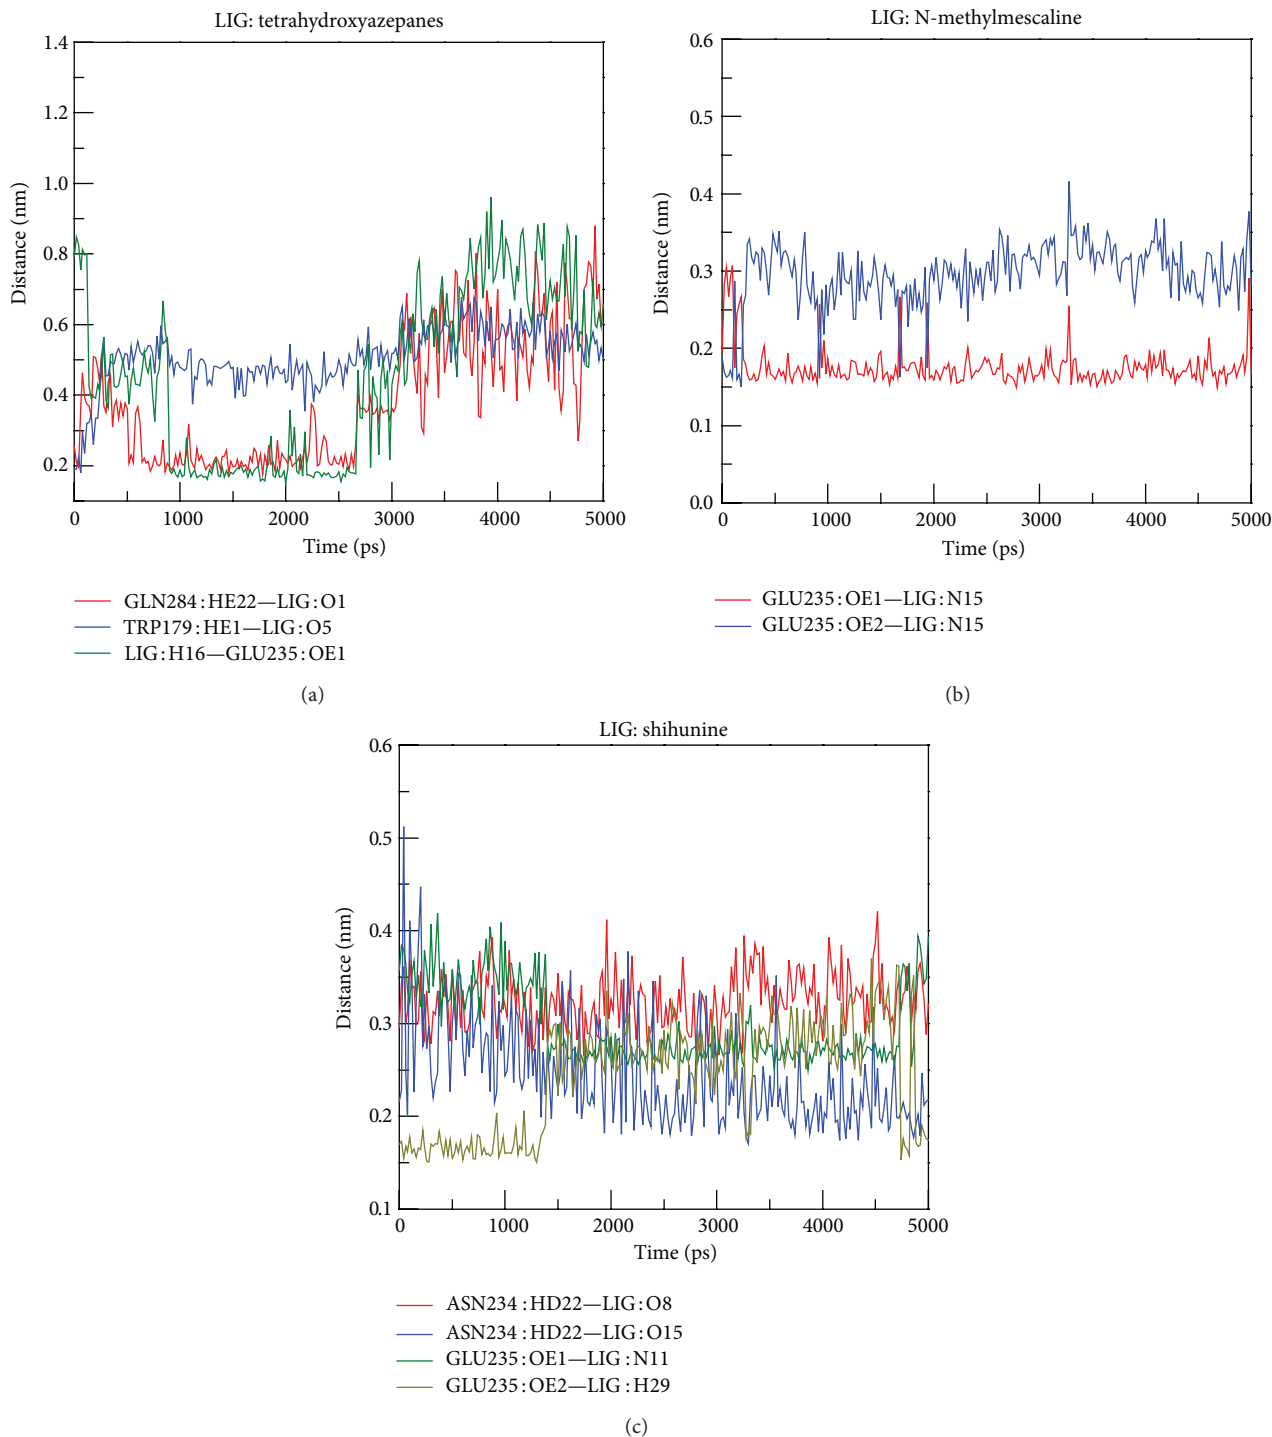 LIG: tetrahydroxyazepanes
1.4
1.2
1.0
0.8
0.6
0.4
0.2
Distance (nm)
0 1000 2000 3000 4000 5000
Time (ps)
GLN284:HE22—LIG:O1
TRP179:HE1—LIG:O5
LIG:H16—GLU235:OE1
(a)
LIG: N-methylmescaline
0.6
0.5
0.4
0.3
0.2
0.1
0.0
Distance (nm)
0 1000 2000 3000 4000 5000
Time (ps)
GLU235:OE1—LIG:N15
GLU235:OE2—LIG:N15
(b)
LIG: shihunine
0.6
0.5
0.4
0.3
0.2
0.1
Distance (nm)
0 1000 2000 3000 4000 5000
Time (ps)
ASN234:HD22—LIG:O8
ASN234:HD22—LIG:O15
GLU235:OE1—LIG:N11
GLU235:OE2—LIG:H29
(c)